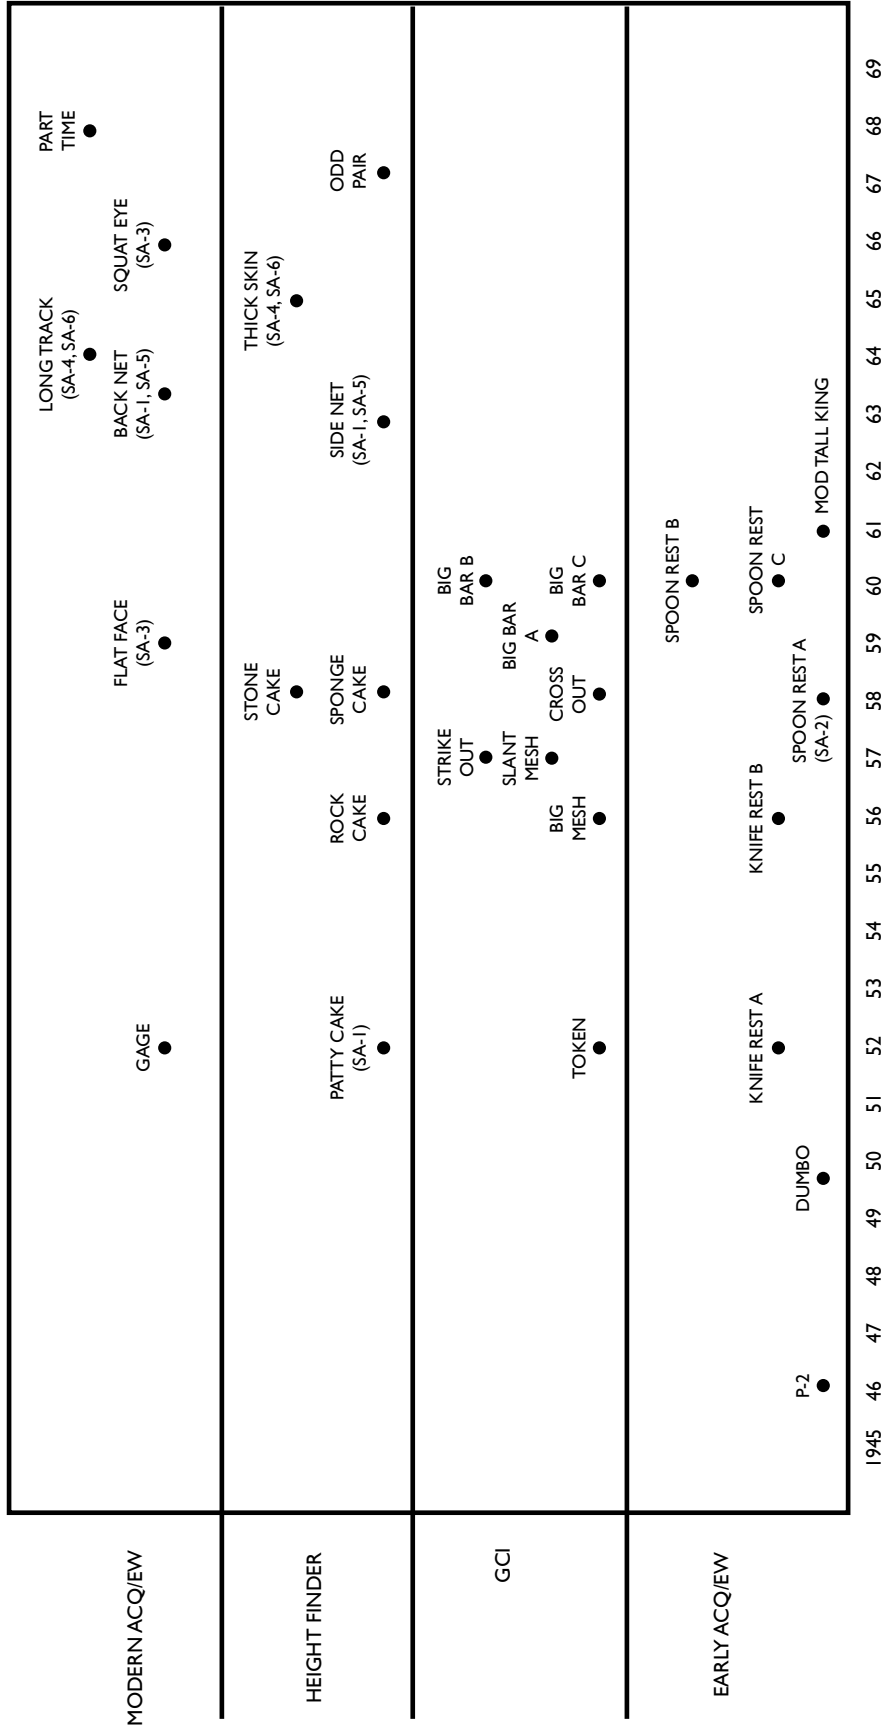 MODERN ACQ/EW
GAGE
FLAT FACE
(SA-3)
BACK NET
(SA-1, SA-5)
LONG TRACK
(SA-4, SA-6)
SQUAT EYE
(SA-3)
PART
TIME
HEIGHT FINDER
PATTY CAKE
(SA-1)
ROCK
CAKE
STONE
CAKE
SPONGE
CAKE
SIDE NET
(SA-1, SA-5)
THICK SKIN
(SA-4, SA-6)
ODD
PAIR
GCI
TOKEN
BIG
MESH
STRIKE
OUT
SLANT
MESH
CROSS
OUT
BIG BAR
A
BIG
BAR B
BIG
BAR C
EARLY ACQ/EW
P-2
DUMBO
KNIFE REST A
KNIFE REST B
SPOON REST A
(SA-2)
SPOON REST B
SPOON REST
C
MOD TALL KING
1945 46 47 48 49 50 51 52 53 54 55 56 57 58 59 60 61 62 63 64 65 66 67 68 69